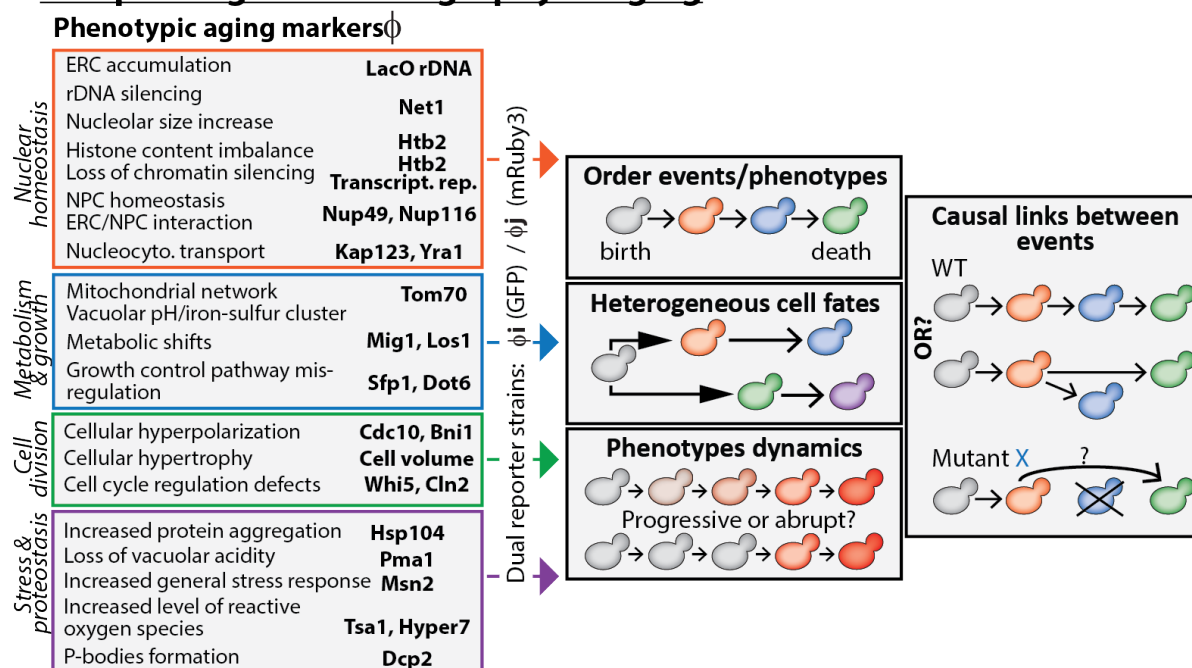 Phenotypic aging markers ϕ
Nuclear
homeostasis
ERC accumulation
LacO rDNA
rDNA silencing
Net1
Nucleolar size increase
Htb2
Histone content imbalance
Htb2
Loss of chromatin silencing
Transcript. rep.
NPC homeostasis
ERC/NPC interaction
Nup49, Nup116
Nucleocyto. transport
Kap123, Yra1
Metabolism
& growth
Mitochondrial network
Tom70
Vacuolar pH/iron-sulfur cluster
Metabolic shifts
Mig1, Los1
Growth control pathway mis-
regulation
Sfp1, Dot6
Cell
division
Cellular hyperpolarization
Cdc10, Bni1
Cellular hypertrophy
Cell volume
Cell cycle regulation defects
Whi5, Cln2
Stress &
proteostasis
Increased protein aggregation
Hsp104
Loss of vacuolar acidity
Pma1
Increased general stress response
Msn2
Increased level of reactive
oxygen species
Tsa1, Hyper7
P-bodies formation
Dcp2
Dual reporter strains: ϕi (GFP) / ϕj (mRuby3)
Order events/phenotypes
birth
death
Heterogeneous cell fates
Phenotypes dynamics
Progressive or abrupt?
Causal links between
events
WT
OR?
Mutant X
?